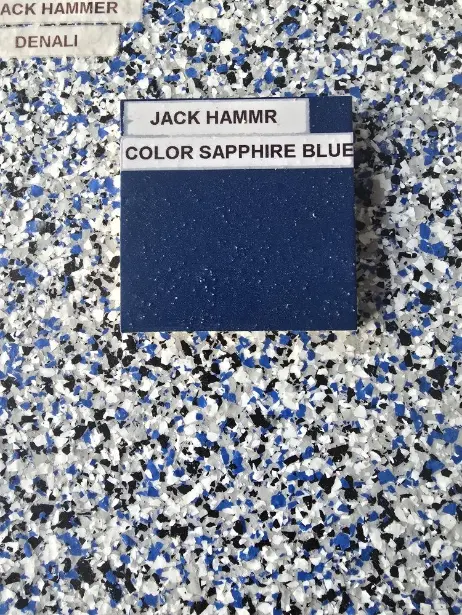 ACK HAMMER
DENALI
JACK HAMMR
COLOR SAPPHIRE BLUE